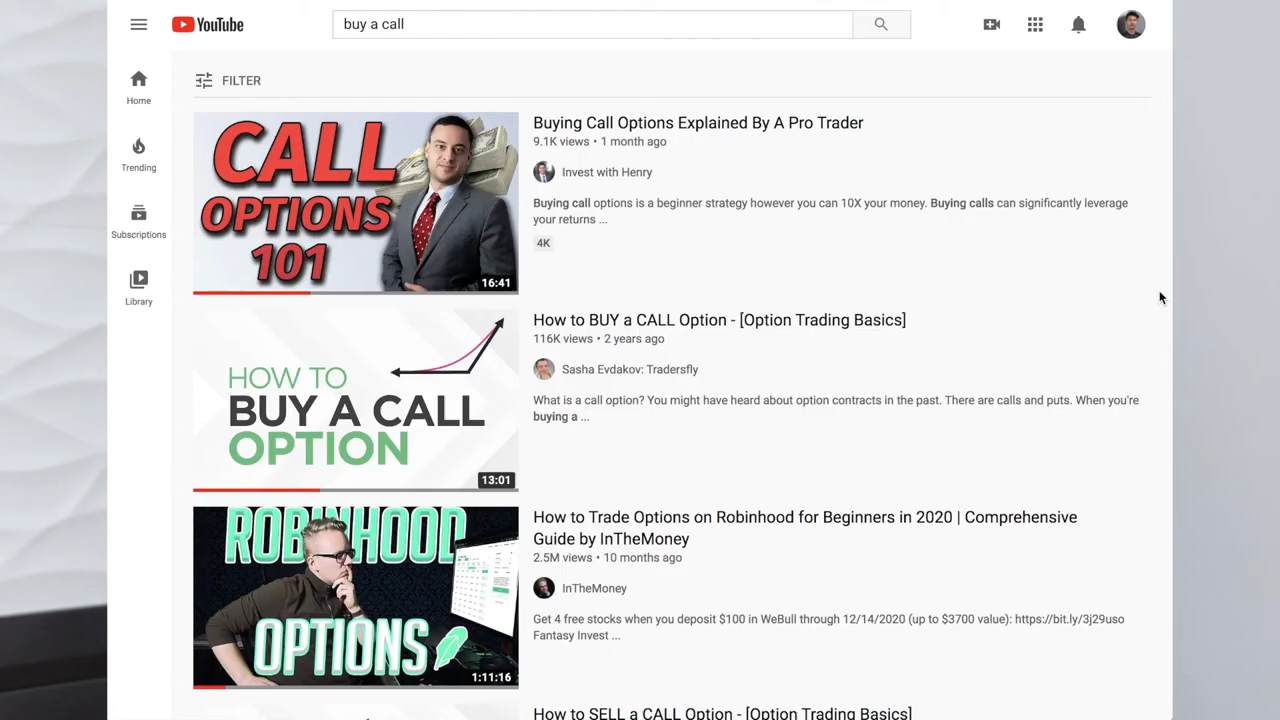 YouTube
buy a call
FILTER
Home
Trending
Subscriptions
Library
CALL
OPTIONS
101
16:41
Buying Call Options Explained By A Pro Trader
9.1K views • 1 month ago
Invest with Henry
Buying call options is a beginner strategy however you can 10X your money. Buying calls can significantly leverage
your returns ...
4K
HOW TO
BUY A CALL
OPTION
13:01
How to BUY a CALL Option - [Option Trading Basics]
116K views • 2 years ago
Sasha Evdakov: Tradersfly
What is a call option? You might have heard about option contracts in the past. There are calls and puts. When you're
buying a ...
ROBINHOOD
OPTIONS
1:11:16
How to Trade Options on Robinhood for Beginners in 2020 | Comprehensive
Guide by InTheMoney
2.5M views • 10 months ago
InTheMoney
Get 4 free stocks when you deposit $100 in WeBull through 12/14/2020 (up to $3700 value): https://bit.ly/3j29uso
Fantasy Invest ...
How to SELL a CALL Option - [Option Trading Basics]